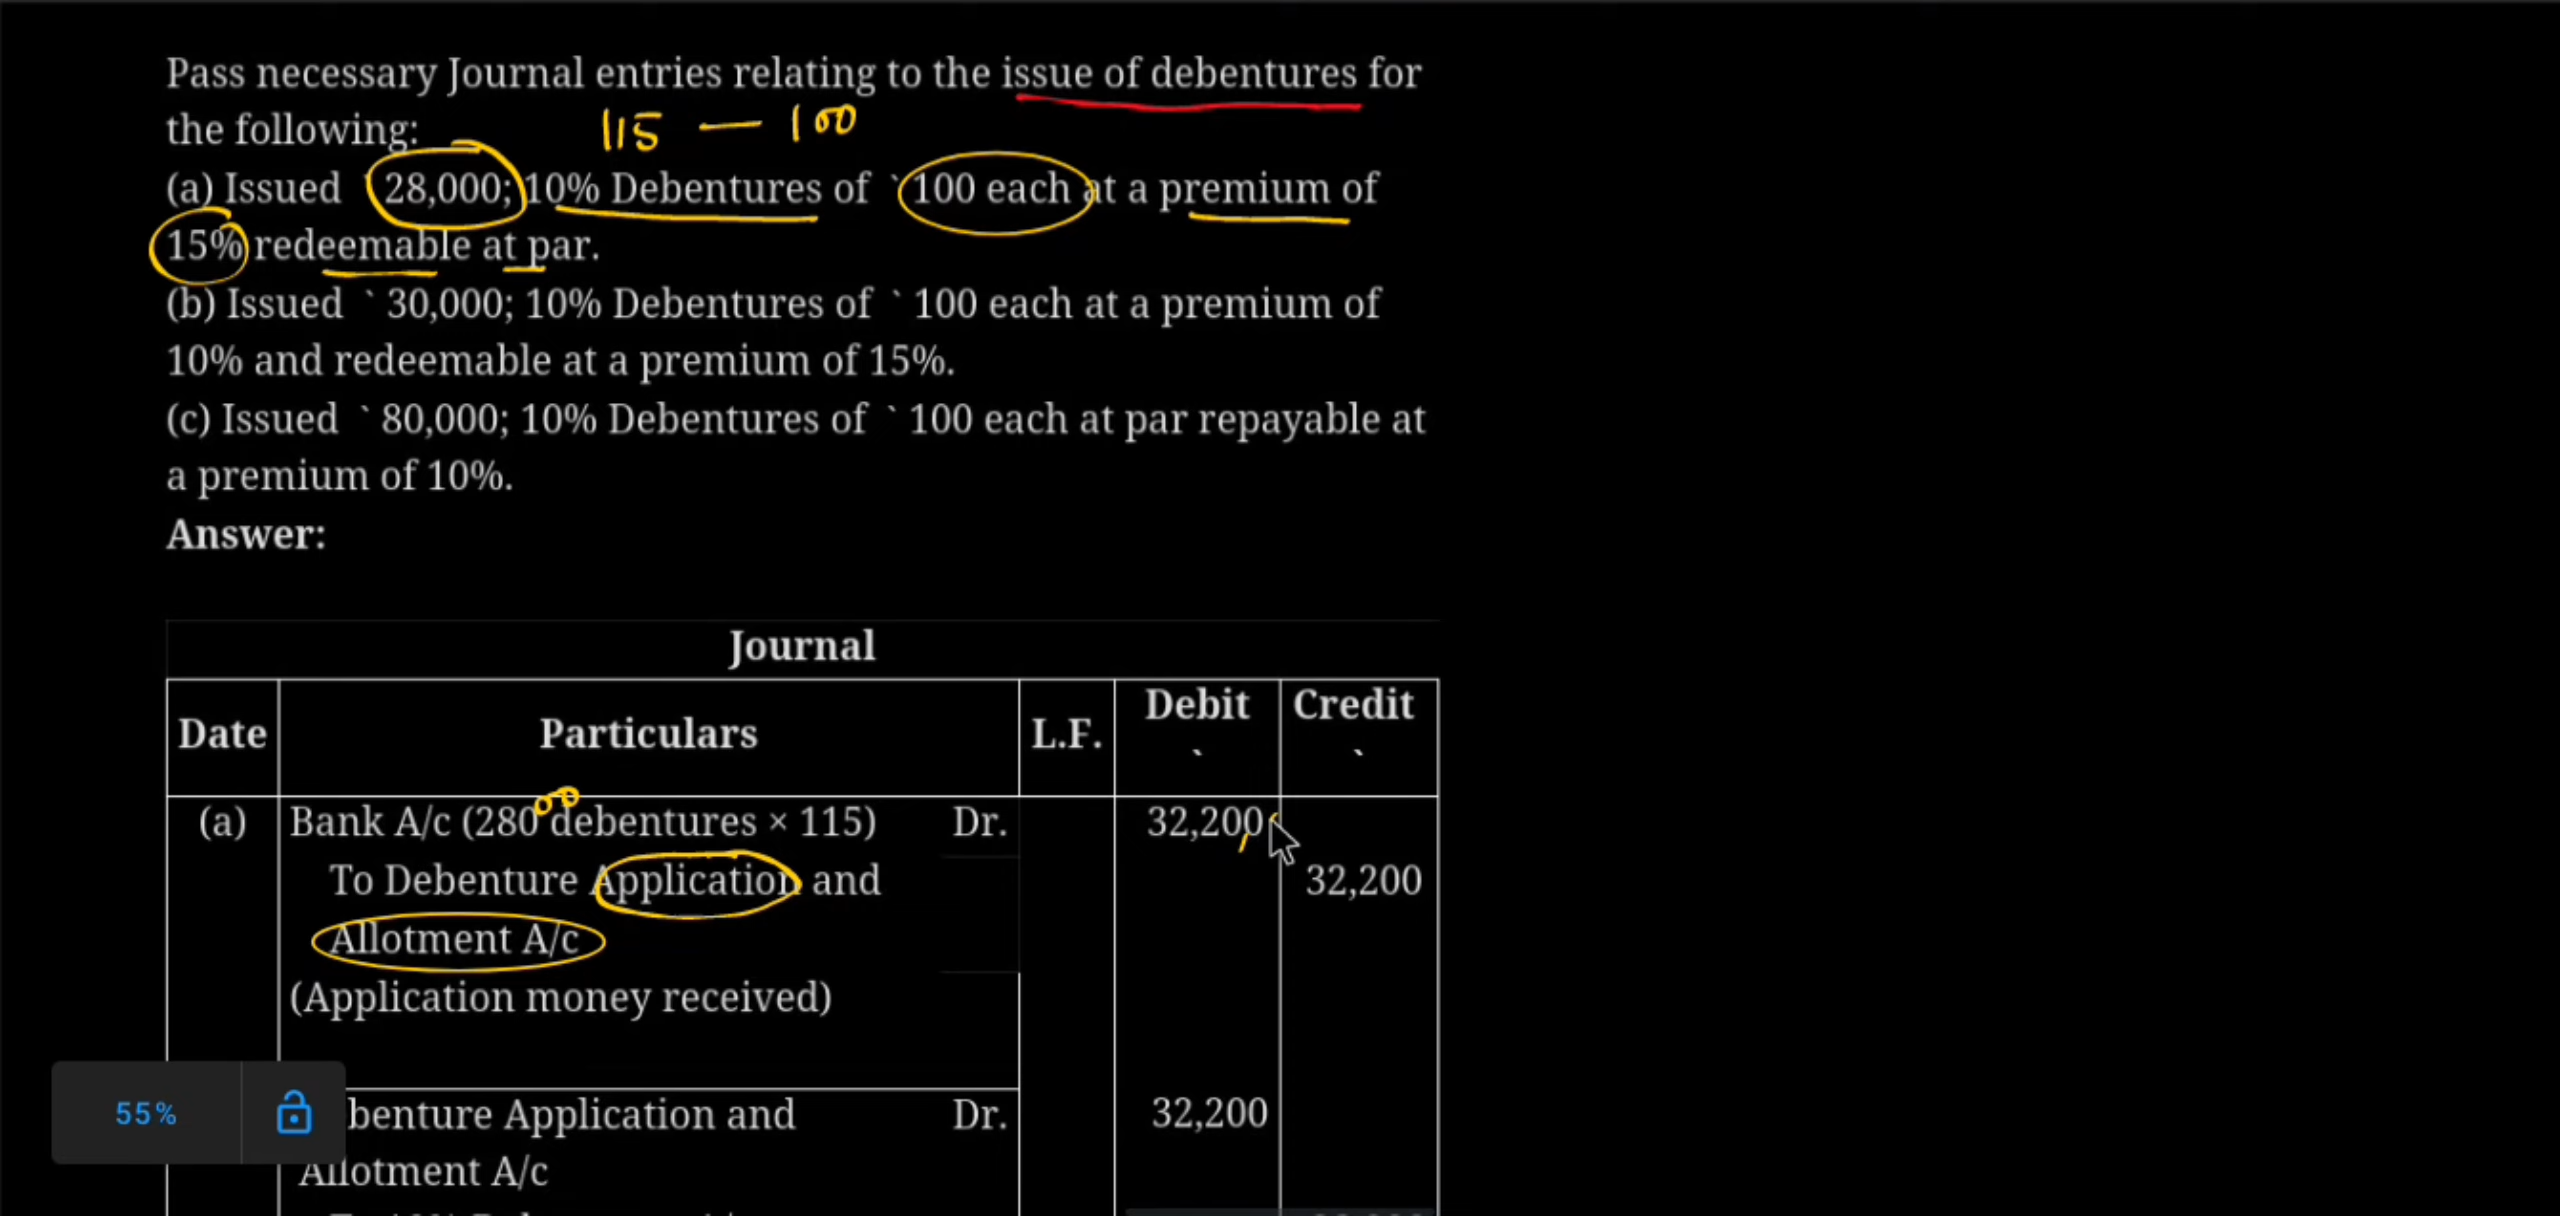 Pass necessary Journal entries relating to the issue of debentures for
the following:
115 — 100
(a) Issued ` 28,000; 10% Debentures of ` 100 each at a premium of
15% redeemable at par.
(b) Issued ` 30,000; 10% Debentures of ` 100 each at a premium of
10% and redeemable at a premium of 15%.
(c) Issued ` 80,000; 10% Debentures of ` 100 each at par repayable at
a premium of 10%.
Answer:
Journal
Date Particulars L.F. Debit ` Credit `
00
(a) Bank A/c (280 debentures × 115) Dr. 32,200
To Debenture Application and 32,200
Allotment A/c
(Application money received)
55%
benture Application and Dr. 32,200
Allotment A/c